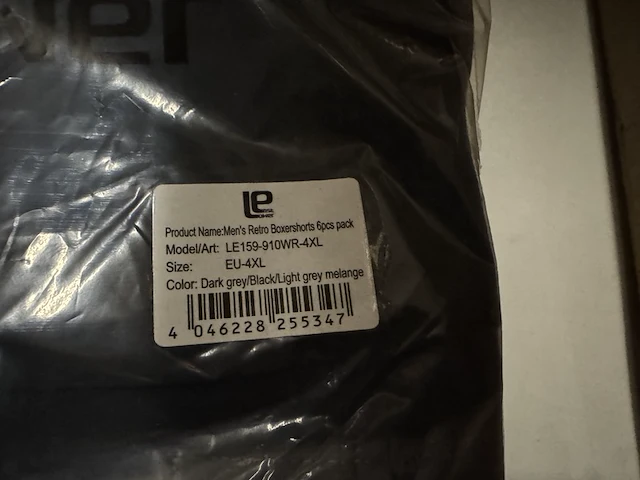 LE
Product Name:Men's Retro Boxershorts 6pcs pack
Model/Art: LE159-910WR-4XL
Size: EU-4XL
Color: Dark grey/Black/Light grey melange
4 046228 255347